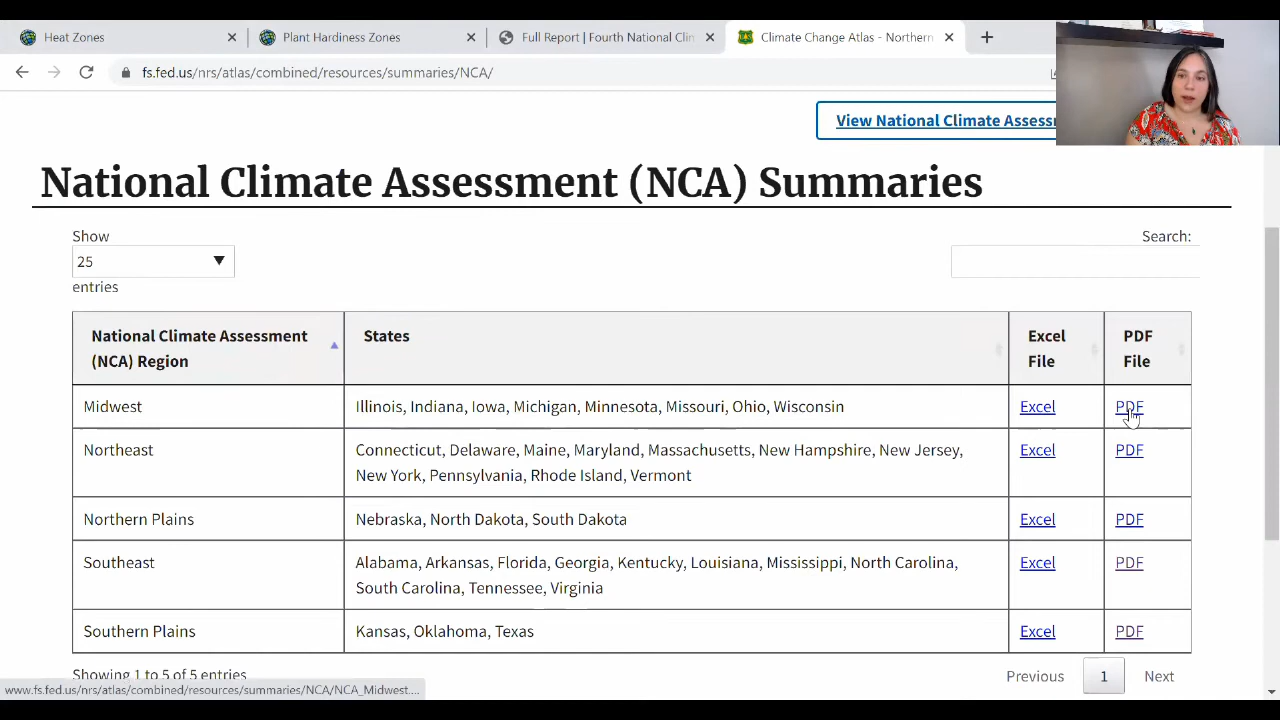 Heat Zones
Plant Hardiness Zones
Full Report | Fourth National Clin
Climate Change Atlas - Northern
fs.fed.us/nrs/atlas/combined/resources/summaries/NCA/
View National Climate Assessm
National Climate Assessment (NCA) Summaries
Show
Search:
25
entries
National Climate Assessment (NCA) Region
States
Excel File
PDF File
Midwest
Illinois, Indiana, Iowa, Michigan, Minnesota, Missouri, Ohio, Wisconsin
Excel
PDF
Northeast
Connecticut, Delaware, Maine, Maryland, Massachusetts, New Hampshire, New Jersey,
New York, Pennsylvania, Rhode Island, Vermont
Excel
PDF
Northern Plains
Nebraska, North Dakota, South Dakota
Excel
PDF
Southeast
Alabama, Arkansas, Florida, Georgia, Kentucky, Louisiana, Mississippi, North Carolina,
South Carolina, Tennessee, Virginia
Excel
PDF
Southern Plains
Kansas, Oklahoma, Texas
Excel
PDF
Showing 1 to 5 of 5 entries
Previous
1
Next
www.fs.fed.us/nrs/atlas/combined/resources/summaries/NCA/NCA_Midwest....